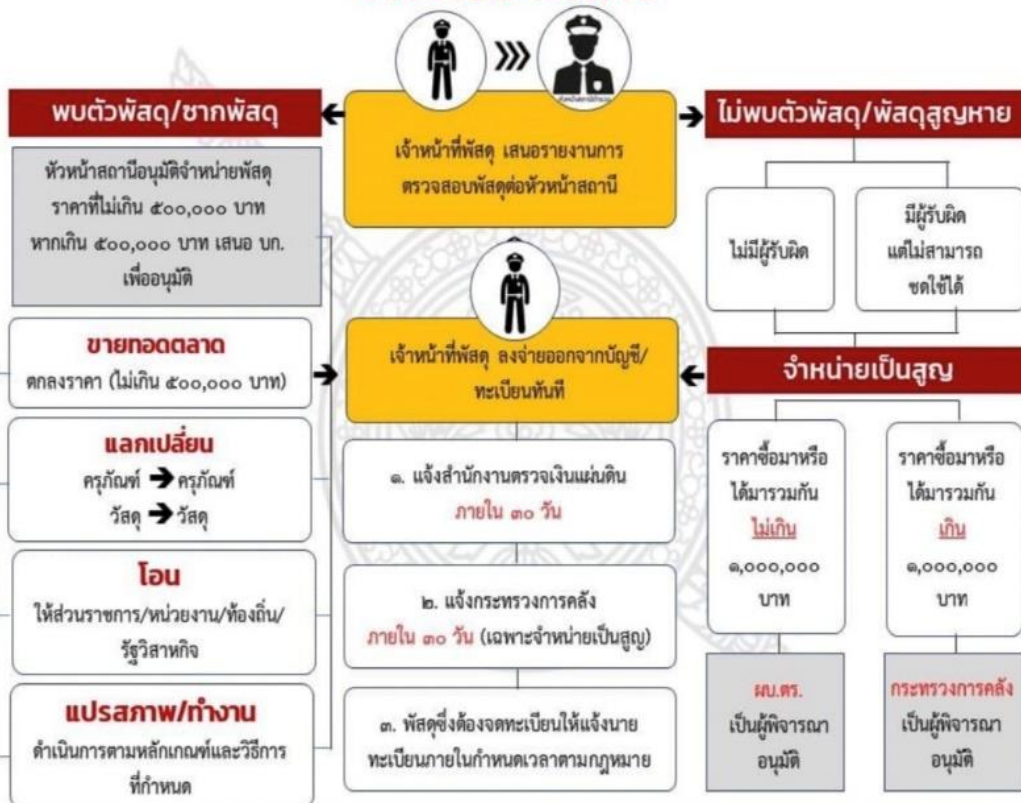 เจ้าหน้าที่พัสดุ เสนอรายงานการ
ตรวจสอบพัสดุต่อหัวหน้าสถานี
พบตัวพัสดุ/ซากพัสดุ
หัวหน้าสถานีอนุมัติจำหน่ายพัสดุ
ราคาที่ไม่เกิน ๕๐๐,๐๐๐ บาท
หากเกิน ๕๐๐,๐๐๐ บาท เสนอ บก.
เพื่ออนุมัติ
ขายทอดตลาด
ตกลงราคา (ไม่เกิน ๕๐๐,๐๐๐ บาท)
แลกเปลี่ยน
ครุภัณฑ์ ➔ ครุภัณฑ์
วัสดุ ➔ วัสดุ
โอน
ให้ส่วนราชการ/หน่วยงาน/ท้องถิ่น/
รัฐวิสาหกิจ
แปรสภาพ/ทำงาน
ดำเนินการตามหลักเกณฑ์และวิธีการ
ที่กำหนด
เจ้าหน้าที่พัสดุ ลงจ่ายออกจากบัญชี/
ทะเบียนทันที
๑. แจ้งสำนักงานตรวจเงินแผ่นดิน
ภายใน ๓๐ วัน
๒. แจ้งกระทรวงการคลัง
ภายใน ๓๐ วัน (เฉพาะจำหน่ายเป็นสูญ)
๓. พัสดุซึ่งต้องจดทะเบียนให้แจ้งนาย
ทะเบียนภายในกำหนดเวลาตามกฎหมาย
ไม่พบตัวพัสดุ/พัสดุสูญหาย
ไม่มีผู้รับผิด
มีผู้รับผิด
แต่ไม่สามารถ
ชดใช้ได้
จำหน่ายเป็นสูญ
ราคาซื้อมาหรือ
ได้มารวมกัน
ไม่เกิน
๑,๐๐๐,๐๐๐
บาท
ผบ.ตร.
เป็นผู้พิจารณา
อนุมัติ
ราคาซื้อมาหรือ
ได้มารวมกัน
เกิน
๑,๐๐๐,๐๐๐
บาท
กระทรวงการคลัง
เป็นผู้พิจารณา
อนุมัติ